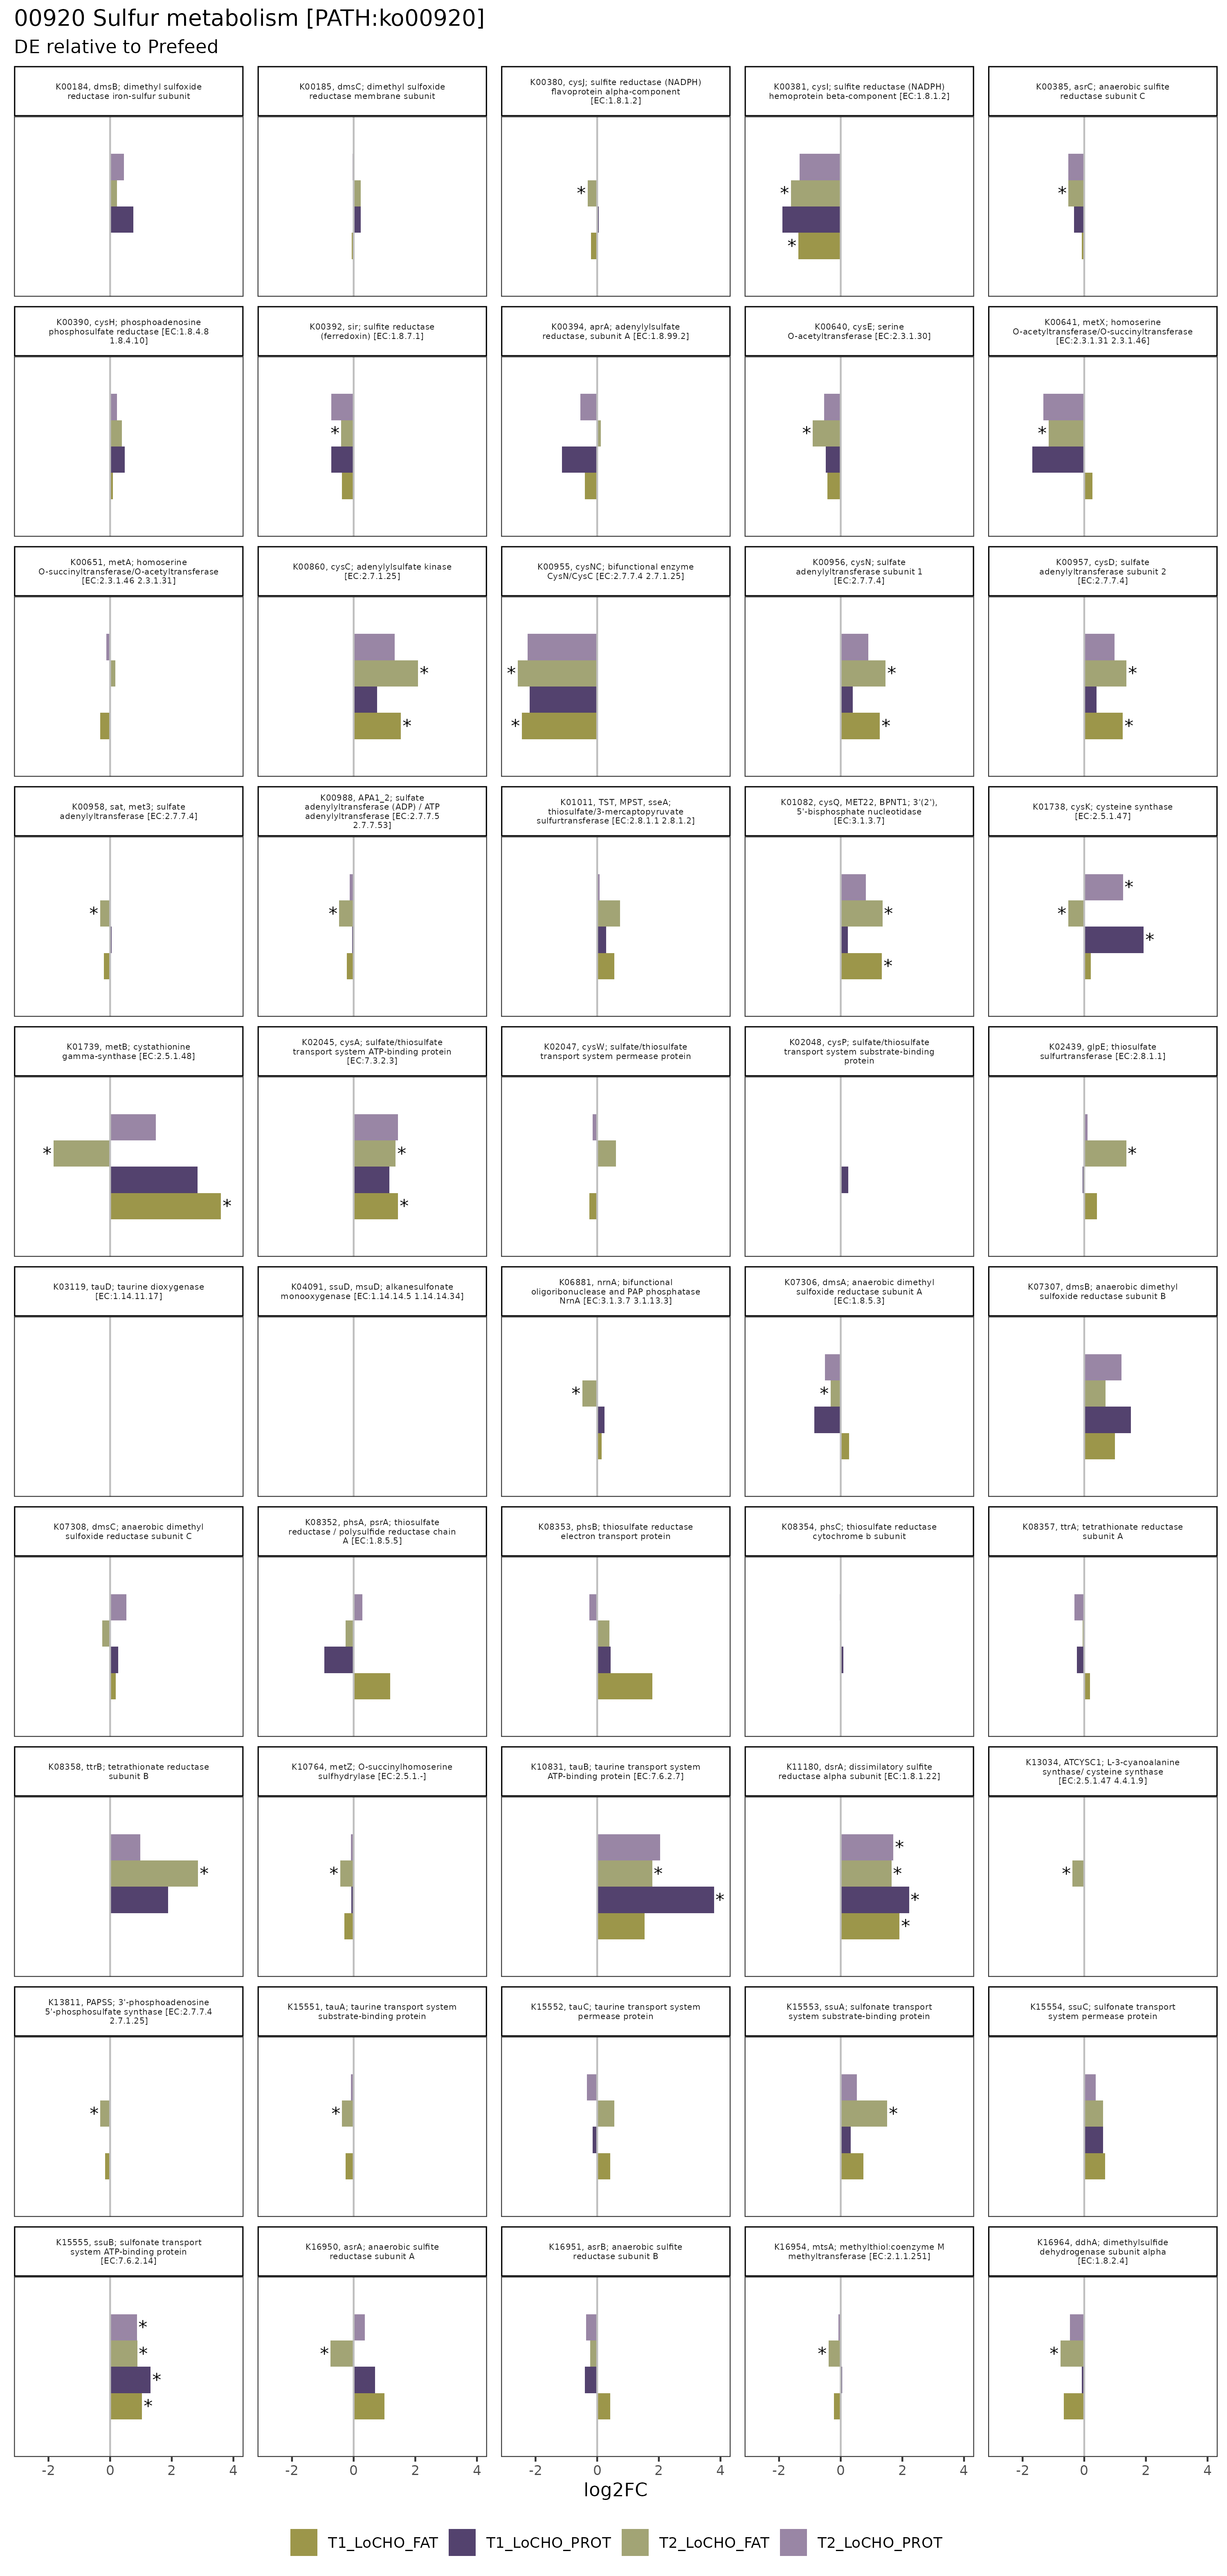 00920 Sulfur metabolism [PATH:ko00920]
DE relative to Prefeed
K00184, dmsB; dimethyl sulfoxide
reductase iron-sulfur subunit
K00185, dmsC; dimethyl sulfoxide
reductase membrane subunit
K00380, cysJ; sulfite reductase (NADPH)
flavoprotein alpha-component
[EC:1.8.1.2]
K00381, cysI; sulfite reductase (NADPH)
hemoprotein beta-component [EC:1.8.1.2]
K00385, asrC; anaerobic sulfite
reductase subunit C
*
*
*
*
K00390, cysH; phosphoadenosine
phosphosulfate reductase [EC:1.8.4.8
1.8.4.10]
K00392, sir; sulfite reductase
(ferredoxin) [EC:1.8.7.1]
K00394, aprA; adenylylsulfate
reductase, subunit A [EC:1.8.99.2]
K00640, cysE; serine
O-acetyltransferase [EC:2.3.1.30]
K00641, metX; homoserine
O-acetyltransferase/O-succinyltransferase
[EC:2.3.1.31 2.3.1.46]
*
*
*
K00651, metA; homoserine
O-succinyltransferase/O-acetyltransferase
[EC:2.3.1.46 2.3.1.31]
K00860, cysC; adenylylsulfate kinase
[EC:2.7.1.25]
K00955, cysNC; bifunctional enzyme
CysN/CysC [EC:2.7.7.4 2.7.1.25]
K00956, cysN; sulfate
adenylyltransferase subunit 1
[EC:2.7.7.4]
K00957, cysD; sulfate
adenylyltransferase subunit 2
[EC:2.7.7.4]
*
*
*
*
*
*
*
*
K00958, sat, met3; sulfate
adenylyltransferase [EC:2.7.7.4]
K00988, APA1_2; sulfate
adenylyltransferase (ADP) / ATP
adenylyltransferase [EC:2.7.7.5
2.7.7.53]
K01011, TST, MPST, sseA;
thiosulfate/3-mercaptopyruvate
sulfurtransferase [EC:2.8.1.1 2.8.1.2]
K01082, cysQ, MET22, BPNT1; 3'(2'),
5'-bisphosphate nucleotidase
[EC:3.1.3.7]
K01738, cysK; cysteine synthase
[EC:2.5.1.47]
*
*
*
*
*
*
*
K01739, metB; cystathionine
gamma-synthase [EC:2.5.1.48]
K02045, cysA; sulfate/thiosulfate
transport system ATP-binding protein
[EC:7.3.2.3]
K02047, cysW; sulfate/thiosulfate
transport system permease protein
K02048, cysP; sulfate/thiosulfate
transport system substrate-binding
protein
K02439, glpE; thiosulfate
sulfurtransferase [EC:2.8.1.1]
*
*
*
*
*
K03119, tauD; taurine dioxygenase
[EC:1.14.11.17]
K04091, ssuD, msuD; alkanesulfonate
monooxygenase [EC:1.14.14.5 1.14.14.34]
K06881, nrnA; bifunctional
oligoribonuclease and PAP phosphatase
NrnA [EC:3.1.3.7 3.1.13.3]
K07306, dmsA; anaerobic dimethyl
sulfoxide reductase subunit A
[EC:1.8.5.3]
K07307, dmsB; anaerobic dimethyl
sulfoxide reductase subunit B
*
*
K07308, dmsC; anaerobic dimethyl
sulfoxide reductase subunit C
K08352, phsA, psrA; thiosulfate
reductase / polysulfide reductase chain
A [EC:1.8.5.5]
K08353, phsB; thiosulfate reductase
electron transport protein
K08354, phsC; thiosulfate reductase
cytochrome b subunit
K08357, ttrA; tetrathionate reductase
subunit A
K08358, ttrB; tetrathionate reductase
subunit B
K10764, metZ; O-succinylhomoserine
sulfhydrylase [EC:2.5.1.-]
K10831, tauB; taurine transport system
ATP-binding protein [EC:7.6.2.7]
K11180, dsrA; dissimilatory sulfite
reductase alpha subunit [EC:1.8.1.22]
K13034, ATCYSC1; L-3-cyanoalanine
synthase/ cysteine synthase
[EC:2.5.1.47 4.4.1.9]
*
*
*
*
*
*
*
*
*
K13811, PAPSS; 3'-phosphoadenosine
5'-phosphosulfate synthase [EC:2.7.7.4
2.7.1.25]
K15551, tauA; taurine transport system
substrate-binding protein
K15552, tauC; taurine transport system
permease protein
K15553, ssuA; sulfonate transport
system substrate-binding protein
K15554, ssuC; sulfonate transport
system permease protein
*
*
*
K15555, ssuB; sulfonate transport
system ATP-binding protein
[EC:7.6.2.14]
K16950, asrA; anaerobic sulfite
reductase subunit A
K16951, asrB; anaerobic sulfite
reductase subunit B
K16954, mtsA; methylthiol:coenzyme M
methyltransferase [EC:2.1.1.251]
K16964, ddhA; dimethylsulfide
dehydrogenase subunit alpha
[EC:1.8.2.4]
*
*
*
*
*
*
*
-2 0 2 4
-2 0 2 4
-2 0 2 4
-2 0 2 4
-2 0 2 4
log2FC
T1_LoCHO_FAT
T1_LoCHO_PROT
T2_LoCHO_FAT
T2_LoCHO_PROT